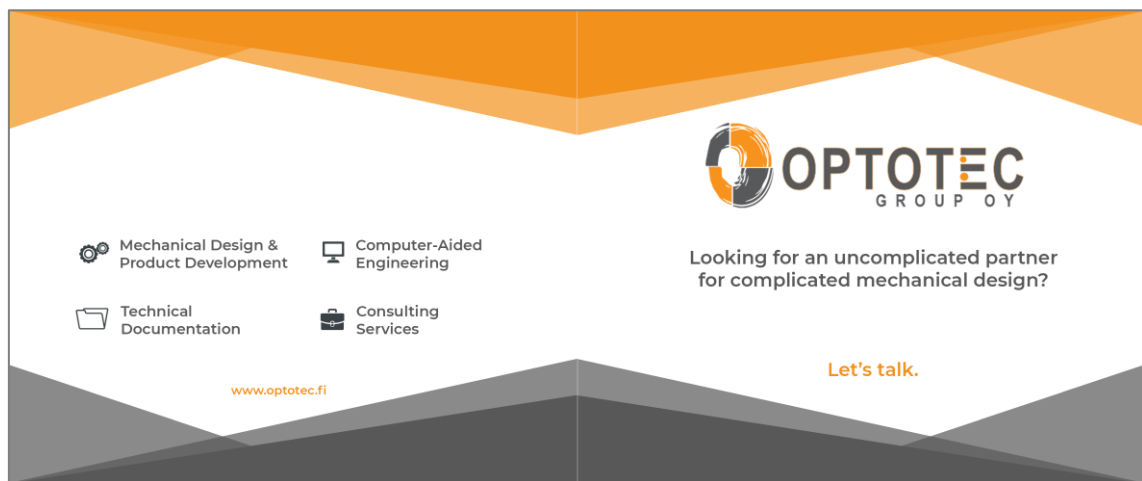 Mechanical Design &
Product Development
Computer-Aided
Engineering
Technical
Documentation
Consulting
Services
www.optotec.fi
OPTOTEC
GROUP OY
Looking for an uncomplicated partner
for complicated mechanical design?
Let’s talk.